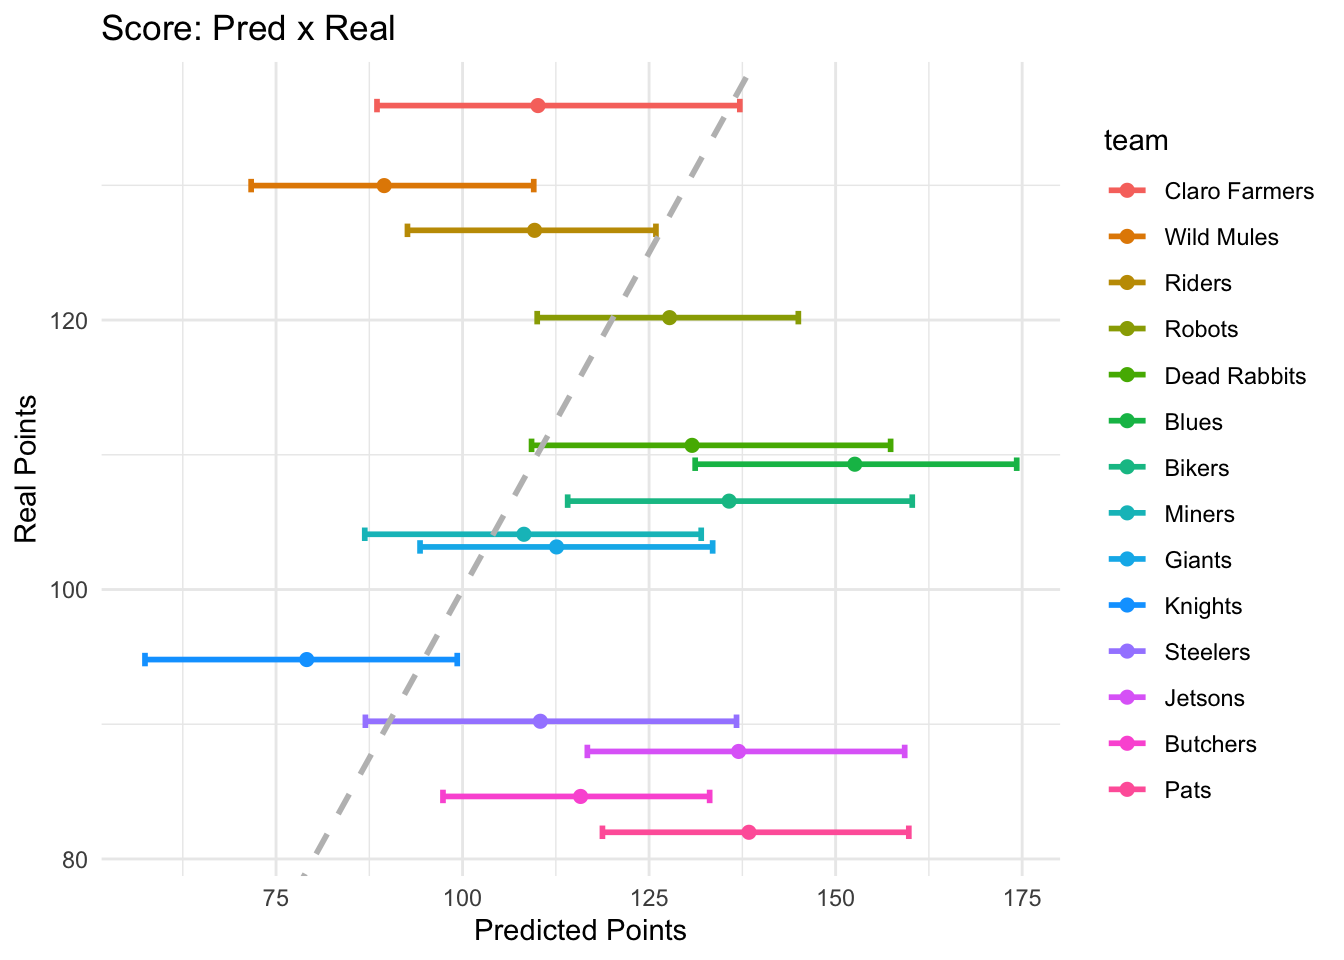 Score: Pred x Real
Real Points
120
100
80
75
100
125
150
175
Predicted Points
team
Claro Farmers
Wild Mules
Riders
Robots
Dead Rabbits
Blues
Bikers
Miners
Giants
Knights
Steelers
Jetsons
Butchers
Pats